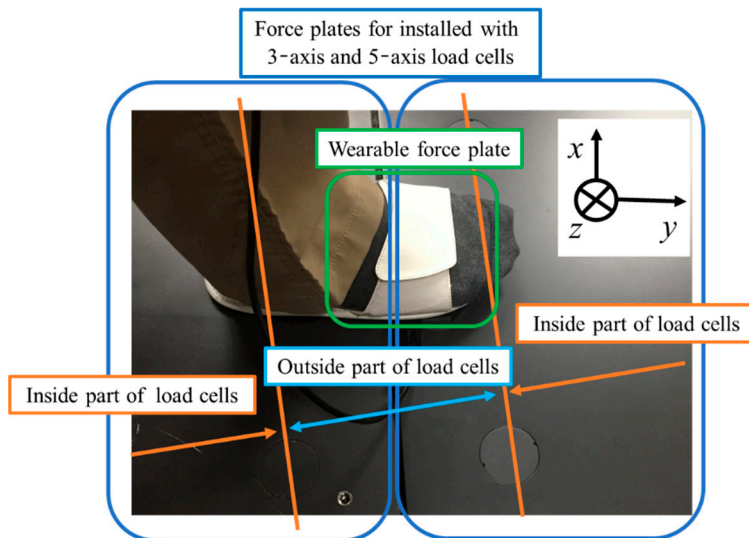 Force plates for installed with
3-axis and 5-axis load cells
Wearable force plate
x
z
y
Inside part of load cells
Outside part of load cells
Inside part of load cells